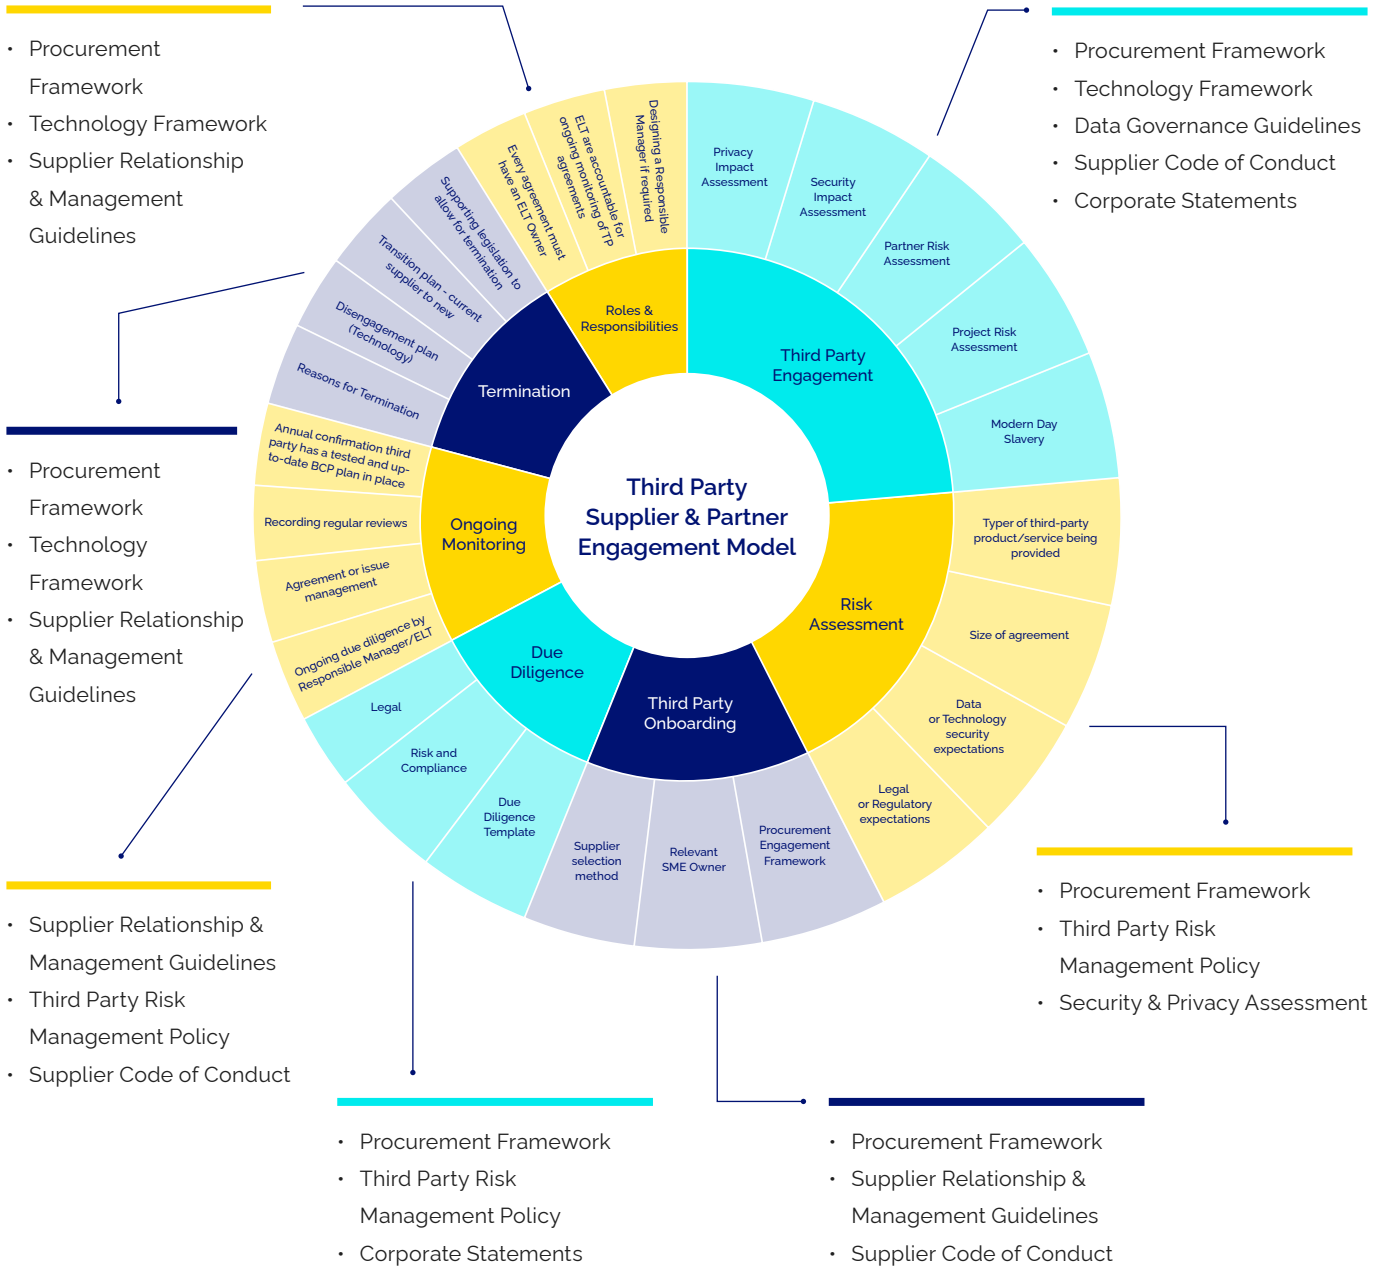 • Procurement
Framework
• Technology Framework
• Supplier Relationship
& Management
Guidelines
• Procurement Framework
• Technology Framework
• Data Governance Guidelines
• Supplier Code of Conduct
• Corporate Statements
Third Party
Supplier & Partner
Engagement Model
Roles &
Responsibilities
Every agreement must
have an ELT Owner
ELT are accountable for
ongoing monitoring of TP
agreements
Designing a Responsible
Manager if required
Third Party
Engagement
Privacy
Impact
Assessment
Security
Impact
Assessment
Partner Risk
Assessment
Project Risk
Assessment
Modern Day
Slavery
Risk
Assessment
Typer of third-party
product/service being
provided
Size of agreement
Data
or Technology
security
expectations
Legal
or Regulatory
expectations
Third Party
Onboarding
Procurement
Engagement
Framework
Relevant
SME Owner
Supplier
selection
method
Due
Diligence
Due
Diligence
Template
Risk and
Compliance
Legal
Ongoing
Monitoring
Ongoing due diligence by
Responsible Manager/ELT
Agreement or issue
management
Recording regular reviews
Annual confirmation third
party has a tested and up-
to-date BCP plan in place
Termination
Reasons for Termination
Disengagement plan
(Technology)
Transition plan - current
supplier to new
Supporting legislation to
allow for termination
• Procurement
Framework
• Technology
Framework
• Supplier Relationship
& Management
Guidelines
• Supplier Relationship &
Management Guidelines
• Third Party Risk
Management Policy
• Supplier Code of Conduct
• Procurement Framework
• Third Party Risk
Management Policy
• Security & Privacy Assessment
• Procurement Framework
• Third Party Risk
Management Policy
• Corporate Statements
• Procurement Framework
• Supplier Relationship &
Management Guidelines
• Supplier Code of Conduct